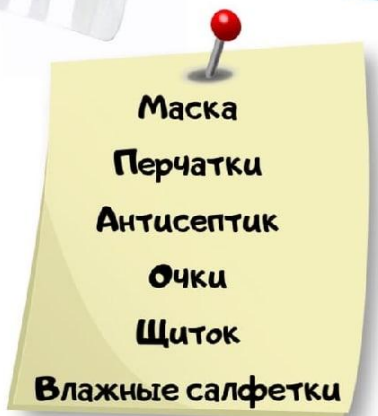 Маска
Перчатки
Антисептик
Очки
Щиток
Влажные салфетки